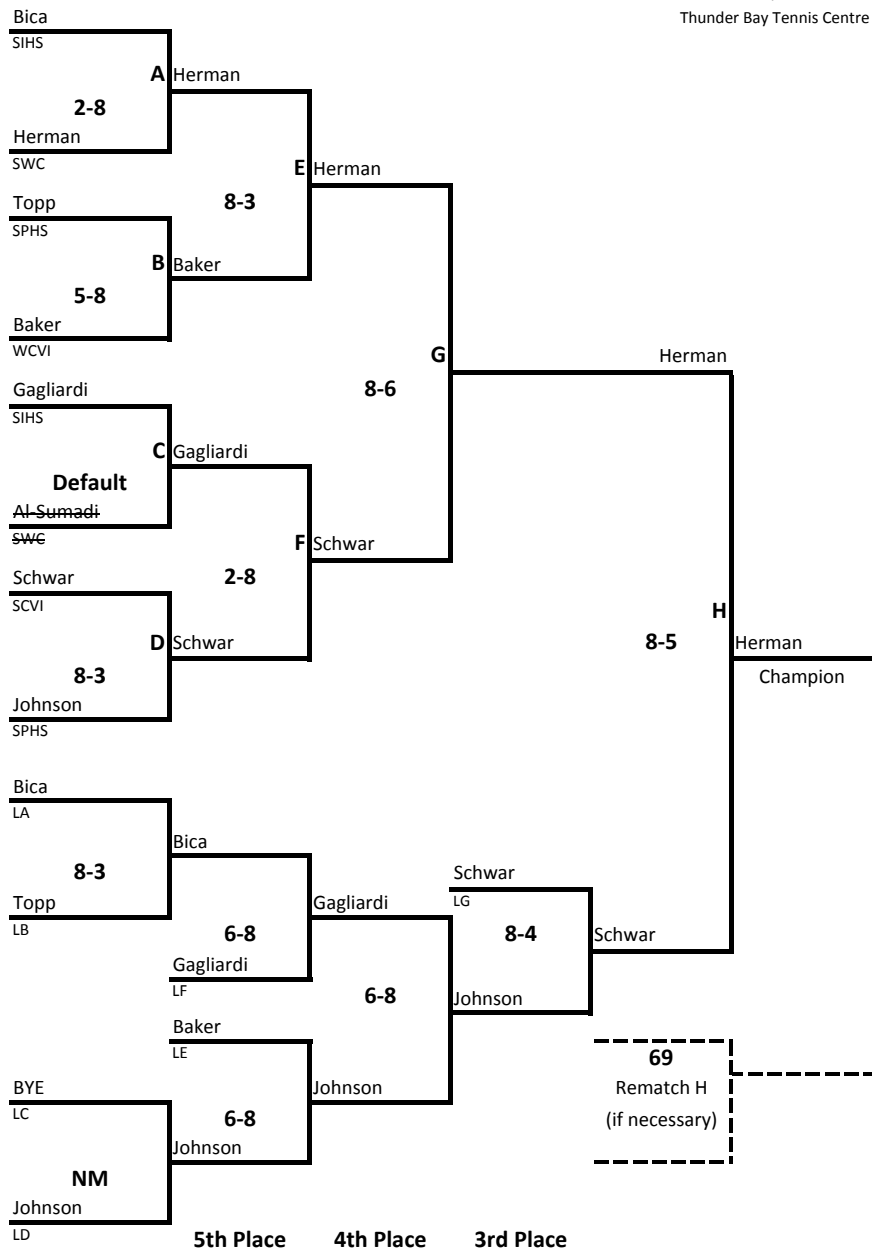 Bica
Thunder Bay Tennis Centre
SIHS
A Herman
2-8
Herman
SWC
E Herman
Topp
8-3
SPHS
B Baker
5-8
Baker
WCVI
G
Herman
Gagliardi
8-6
SIHS
C Gagliardi
Default
Al-Sumadi
SWC
F Schwar
Schwar
2-8
SCVI
H
D Schwar
8-5
Herman
8-3
Champion
Johnson
SPHS
Bica
LA
Bica
8-3
Schwar
Topp
Gagliardi
LG
LB
6-8
8-4
Schwar
Gagliardi
LF
6-8
Johnson
Baker
LE
69
BYE
Johnson
Rematch H
LC
6-8
(if necessary)
Johnson
NM
Johnson
LD
5th Place 4th Place 3rd Place